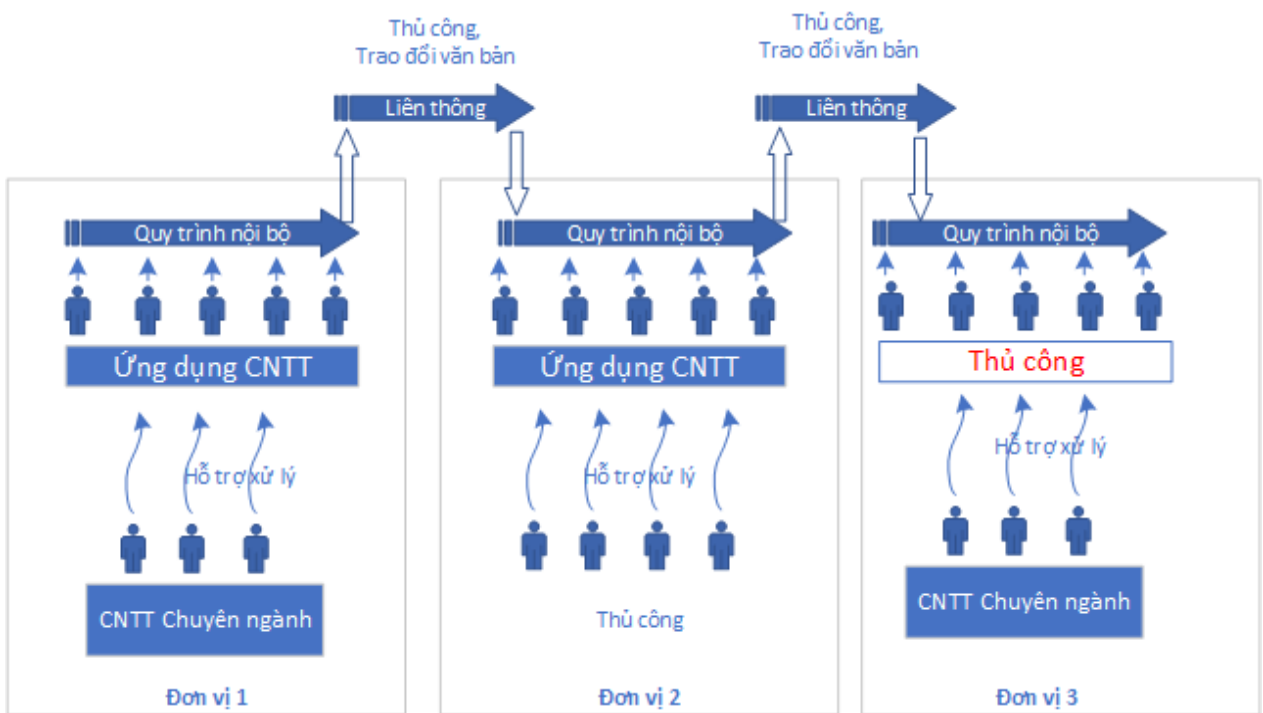 Thủ công,
Trao đổi văn bản
Thủ công,
Trao đổi văn bản
Liên thông
Liên thông
Quy trình nội bộ
Quy trình nội bộ
Quy trình nội bộ
Ứng dụng CNTT
Ứng dụng CNTT
Thủ công
Hỗ trợ xử lý
Hỗ trợ xử lý
Hỗ trợ xử lý
CNTT Chuyên ngành
Thủ công
CNTT Chuyên ngành
Đơn vị 1
Đơn vị 2
Đơn vị 3